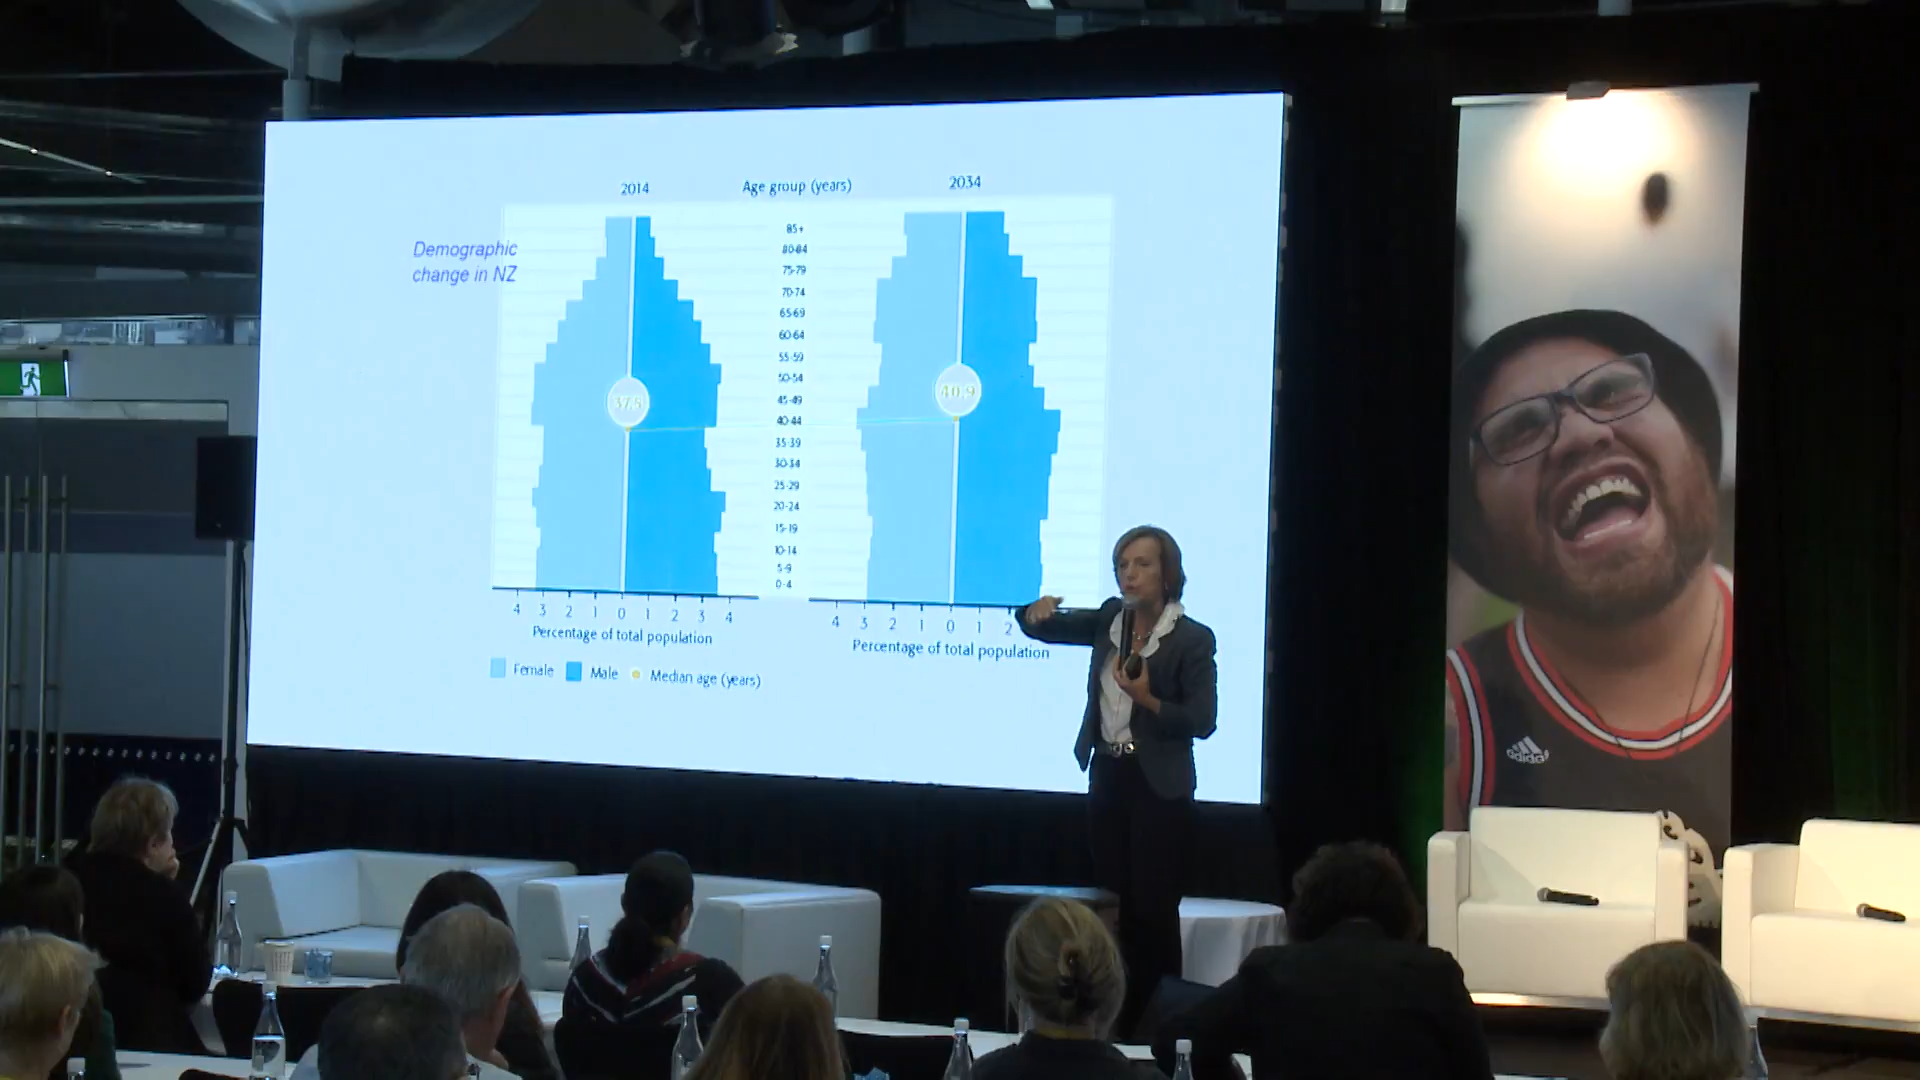 2014
Age group (years)
2034
Demographic
change in NZ
85+
80-84
75-79
70-74
65-69
60-64
55-59
50-54
45-49
40-44
35-39
30-34
25-29
20-24
15-19
10-14
5-9
0-4
37.5
40.9
4 3 2 1 0 1 2 3 4
4 3 2 1 0 1 2
Percentage of total population
Percentage of total population
Female
Male
Median age (years)
adidas